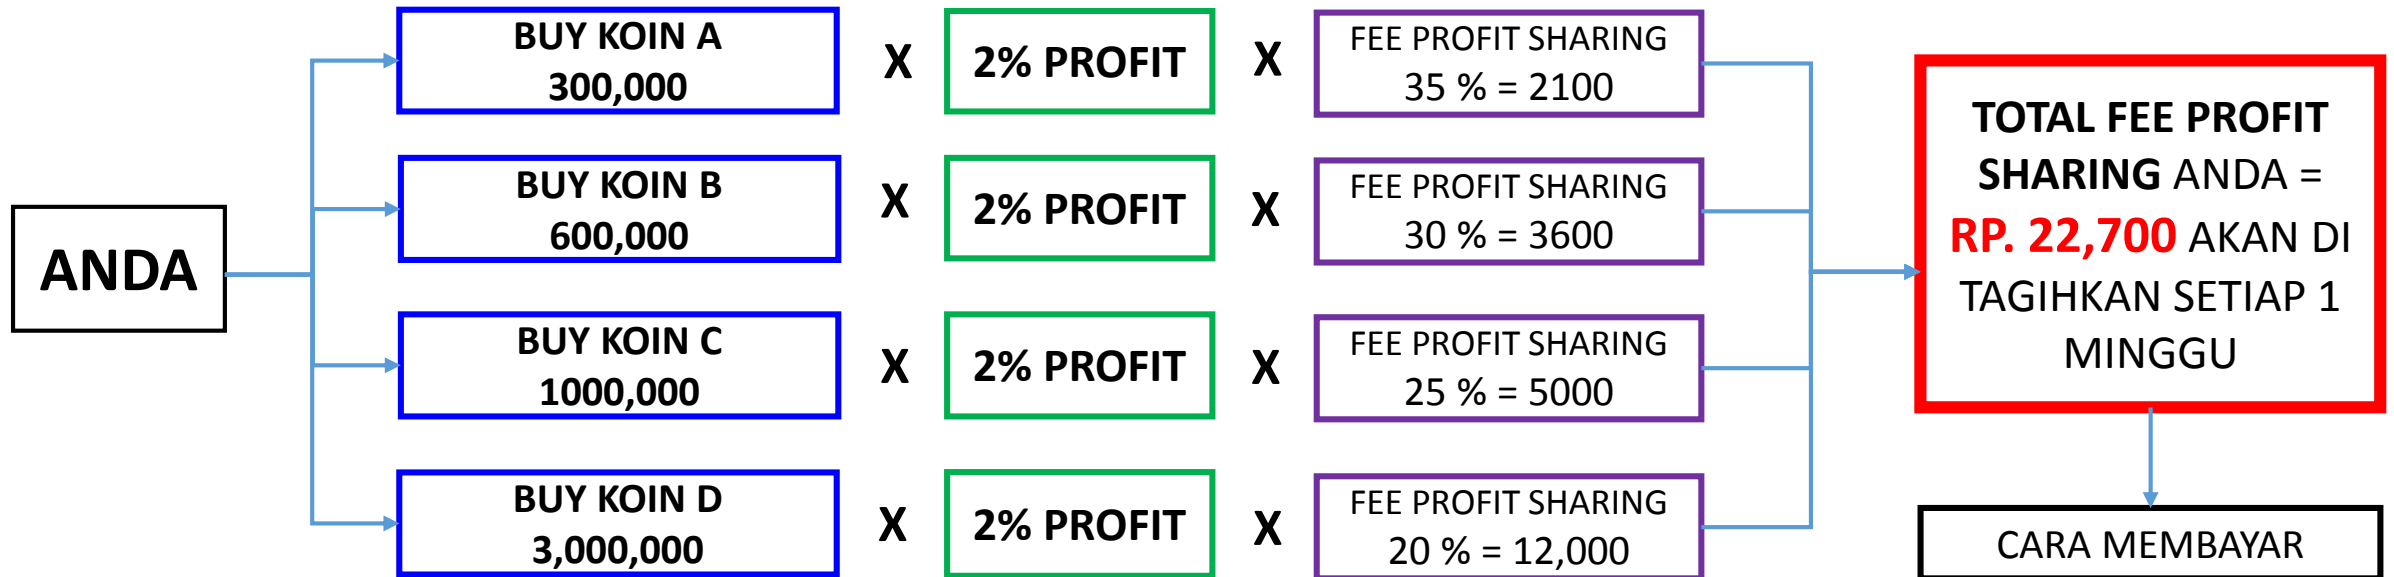 ANDA
BUY KOIN A
300,000
X
2% PROFIT
X
FEE PROFIT SHARING
35 % = 2100
BUY KOIN B
600,000
X
2% PROFIT
X
FEE PROFIT SHARING
30 % = 3600
BUY KOIN C
1000,000
X
2% PROFIT
X
FEE PROFIT SHARING
25 % = 5000
BUY KOIN D
3,000,000
X
2% PROFIT
X
FEE PROFIT SHARING
20 % = 12,000
TOTAL FEE PROFIT
SHARING ANDA =
RP. 22,700 AKAN DI
TAGIHKAN SETIAP 1
MINGGU
CARA MEMBAYAR